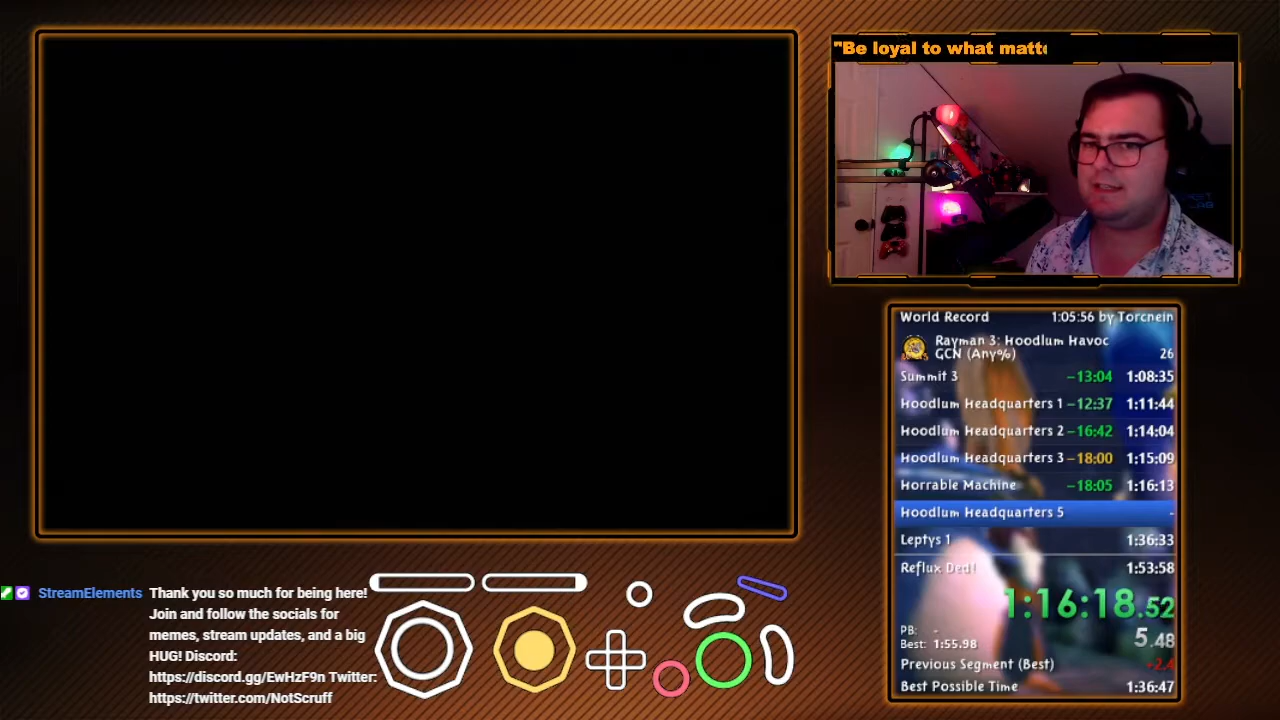 "Be loyal to what matt
World Record 1:05:56 by Torcnein
Rayman 3: Hoodlum Havoc
GCN (Any%) 26
Summit 3 -13:04 1:08:35
Hoodlum Headquarters 1 -12:37 1:11:44
Hoodlum Headquarters 2 -16:42 1:14:04
Hoodlum Headquarters 3 -18:00 1:15:09
Horrable Machine -18:05 1:16:13
Hoodlum Headquarters 5 -
Leptys 1 1:36:33
Reflux Ded! 1:53:58
1:16:18.52
PB: -
Best: 1:55.98 5.48
Previous Segment (Best) +2.4
Best Possible Time 1:36:47
StreamElements Thank you so much for being here!
Join and follow the socials for
memes, stream updates, and a big
HUG! Discord:
https://discord.gg/EwHzF9n Twitter:
https://twitter.com/NotScruff